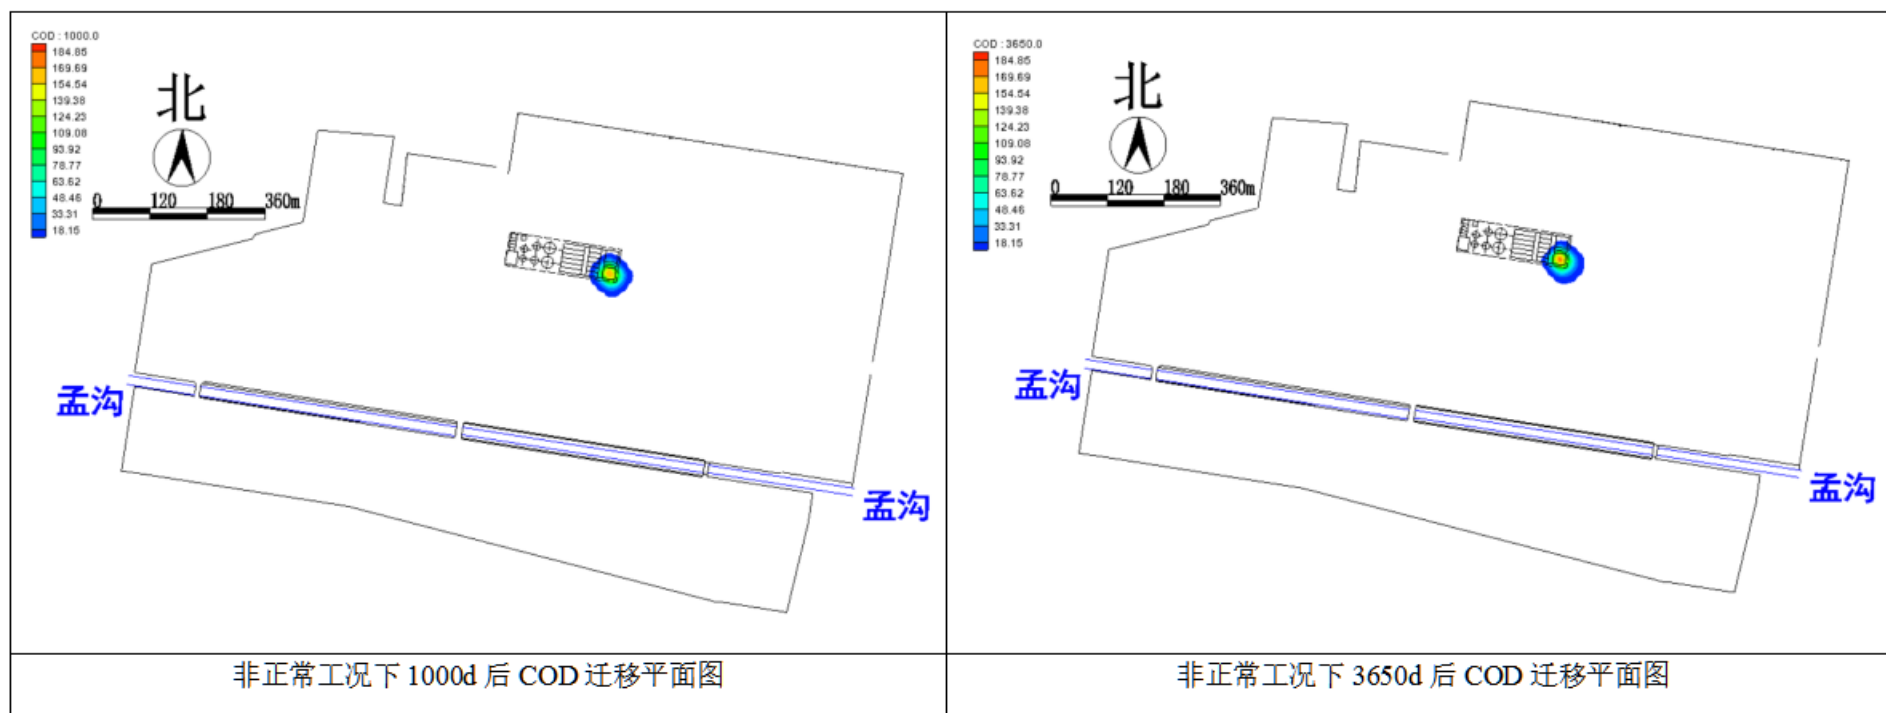 COD : 1000.0
184.85
169.69
154.54
139.38
124.23
109.08
93.92
78.77
63.62
48.46
33.31
18.15
北
0 120 180 360m
孟沟
孟沟
非正常工况下 1000d 后 COD 迁移平面图
COD : 3650.0
184.85
169.69
154.54
139.38
124.23
109.08
93.92
78.77
63.62
48.46
33.31
18.15
北
0 120 180 360m
孟沟
孟沟
非正常工况下 3650d 后 COD 迁移平面图